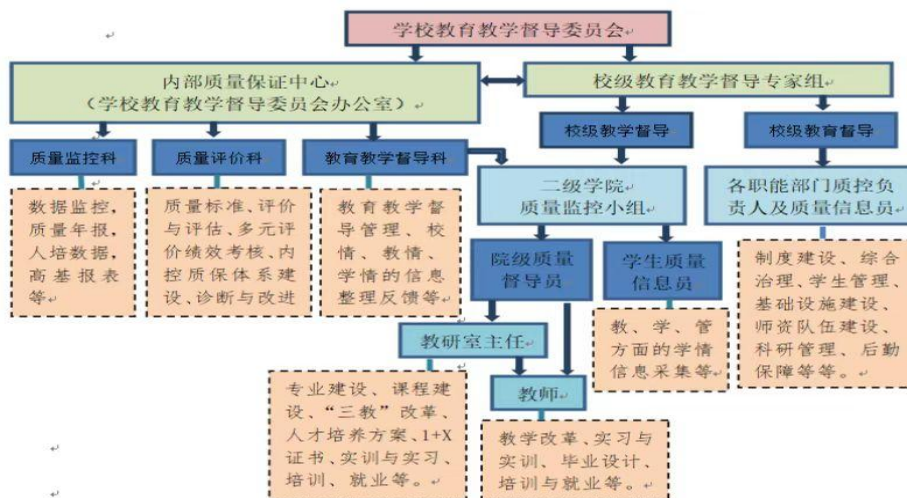 学校教育教学督导委员会
内部质量保证中心
（学校教育教学督导委员会办公室）
校级教育教学督导专家组
校级教学督导
校级教育督导
质量监控科
质量评价科
教育教学督导科
二级学院
质量监控小组
各职能部门质控负
责人及质量信息员
数据监控，
质量年报，
人培数据，
高基报表
等
质量标准、评价
与评估、多元评
价绩效考核、内
控质保体系建
设、诊断与改进
教育教学督
导管理、校
情、教情、
学情的信息
整理反馈等
院级质量
督导员
学生质量
信息员
制度建设、综合
治理、学生管理、
基础设施建设、
师资队伍建设、
科研管理、后勤
保障等等。
教研室主任
教、学、管
方面的学情
信息采集等
教师
专业建设、课程建
设、“三教”改革、
人才培养方案、1+X
证书、实训与实习、
培训、就业等。
教学改革、实习与
实训、毕业设计、
培训与就业等。